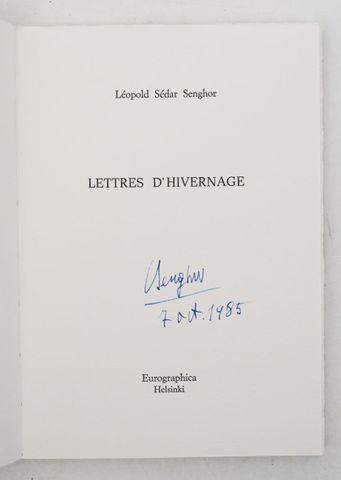 Léopold Sédar Senghor
LETTRES D'HIVERNAGE
Senghor
7 oct. 1985
Eurographica
Helsinki